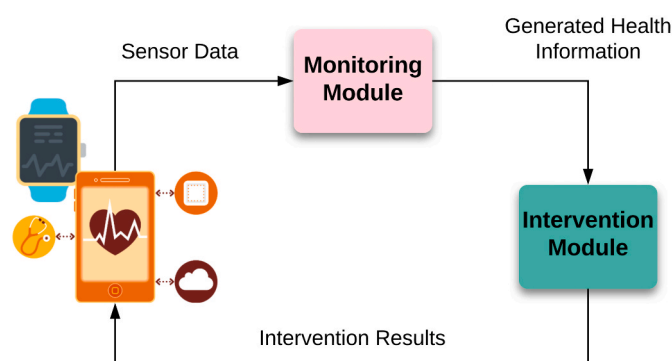 Sensor Data
Monitoring
Module
Generated Health
Information
Intervention
Module
Intervention Results